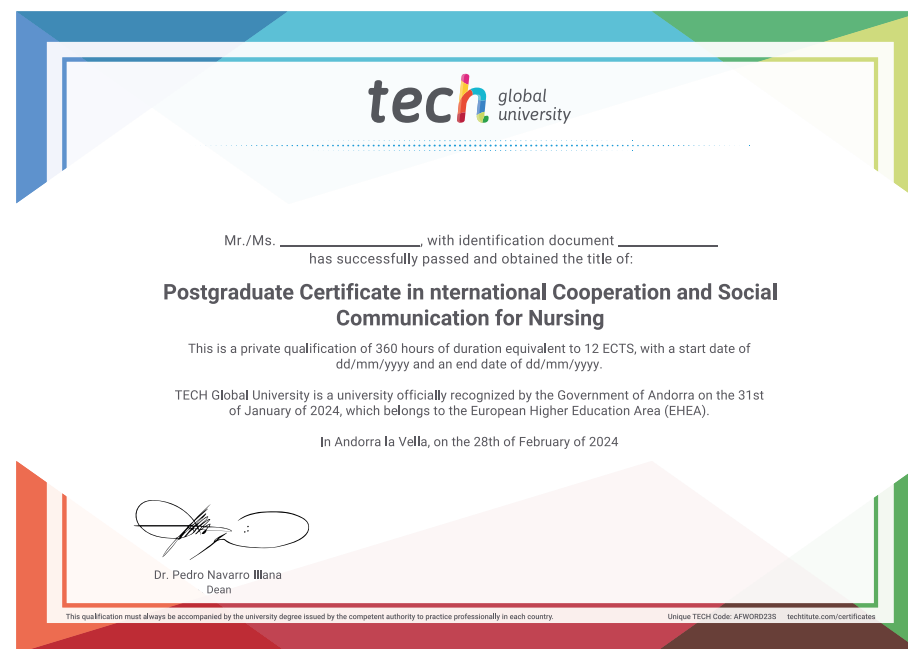 tech global university
Mr./Ms. ____________, with identification document ____________
has successfully passed and obtained the title of:
Postgraduate Certificate in nternational Cooperation and Social
Communication for Nursing
This is a private qualification of 360 hours of duration equivalent to 12 ECTS, with a start date of
dd/mm/yyyy and an end date of dd/mm/yyyy.
TECH Global University is a university officially recognized by the Government of Andorra on the 31st
of January of 2024, which belongs to the European Higher Education Area (EHEA).
In Andorra la Vella, on the 28th of February of 2024
Dr. Pedro Navarro Illana
Dean
This qualification must always be accompanied by the university degree issued by the competent authority to practice professionally in each country.
Unique TECH Code: AFWORD23S techtitute.com/certificates